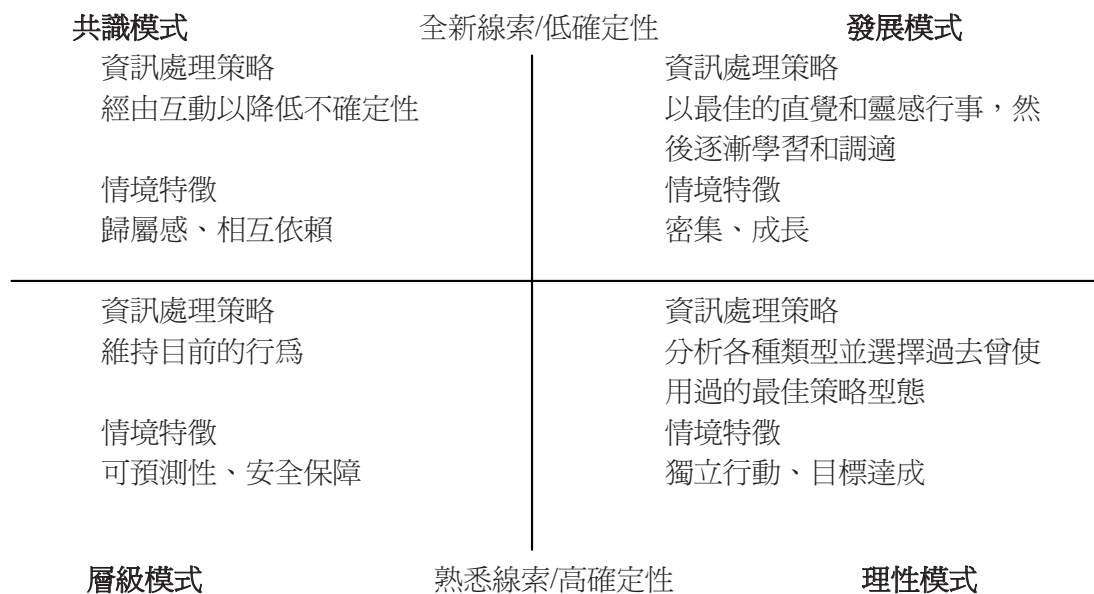 共識模式 全新線索/低確定性 發展模式
資訊處理策略
經由互動以降低不確定性
情境特徵
歸屬感、相互依賴
資訊處理策略
以最佳的直覺和靈感行事，然
後逐漸學習和調適
情境特徵
密集、成長
資訊處理策略
維持目前的行為
情境特徵
可預測性、安全保障
資訊處理策略
分析各種類型並選擇過去曾使
用過的最佳策略型態
情境特徵
獨立行動、目標達成
層級模式 熟悉線索/高確定性 理性模式